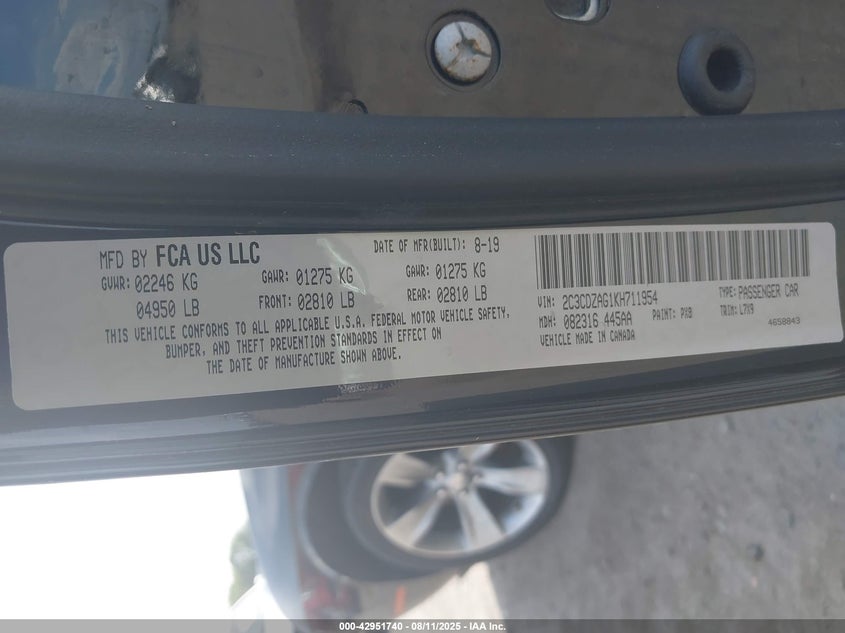 MFD BY FCA US LLC
DATE OF MFR(BUILT): 8-19
GVWR: 02246 KG
GAWR: 01275 KG
GAWR: 01275 KG
04950 LB
FRONT: 02810 LB
REAR: 02810 LB
THIS VEHICLE CONFORMS TO ALL APPLICABLE U.S.A. FEDERAL MOTOR VEHICLE SAFETY,
BUMPER, AND THEFT PREVENTION STANDARDS IN EFFECT ON
THE DATE OF MANUFACTURE SHOWN ABOVE.
VIN: 2C3CDZAG1KH711954
TYPE: PASSENGER CAR
MDH: 082316 445AA
PAINT: PX8
TRIM: L7X9
VEHICLE MADE IN CANADA
4658843
000-42951740 - 08/11/2025 - IAA Inc.